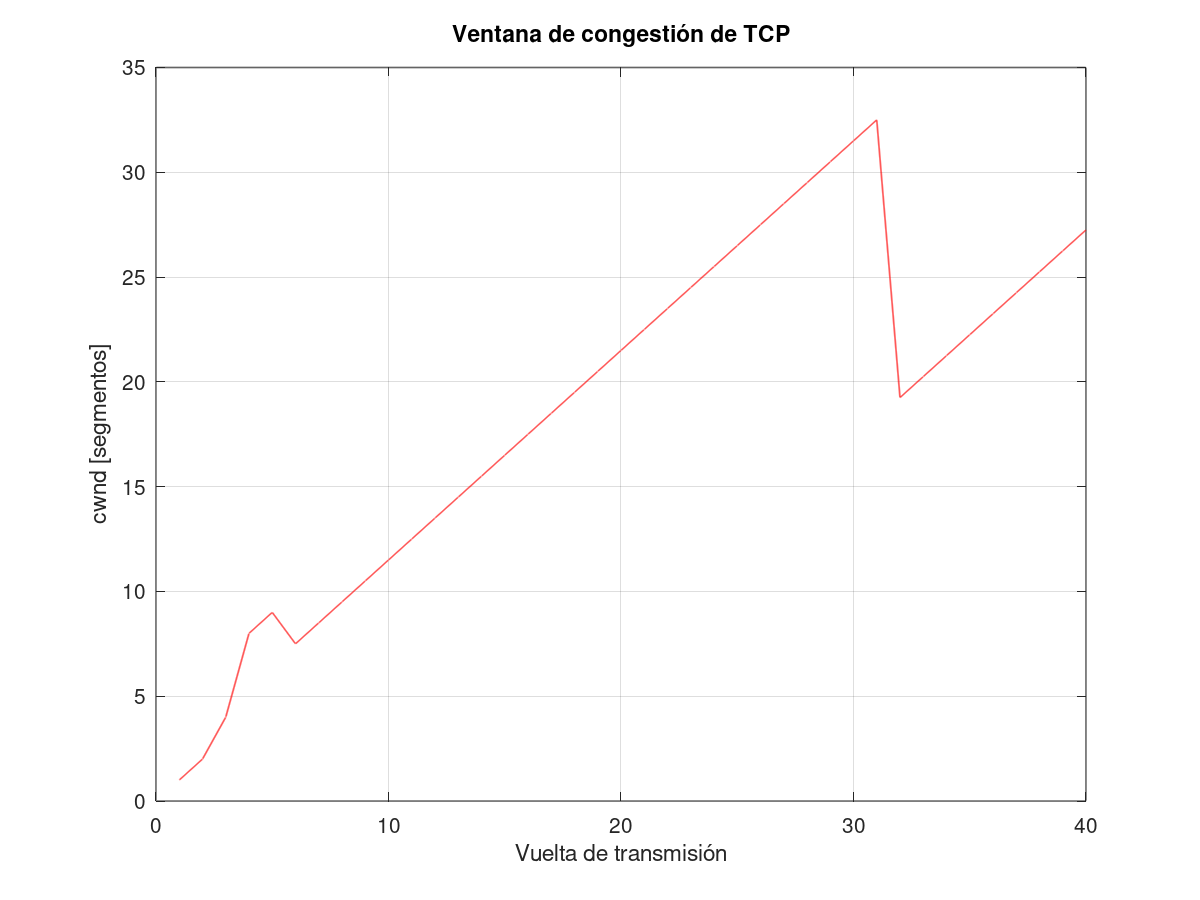 Ventana de congestión de TCP
35
30
25
20
15
10
5
0
cwnd [segmentos]
0 10 20 30 40
Vuelta de transmisión